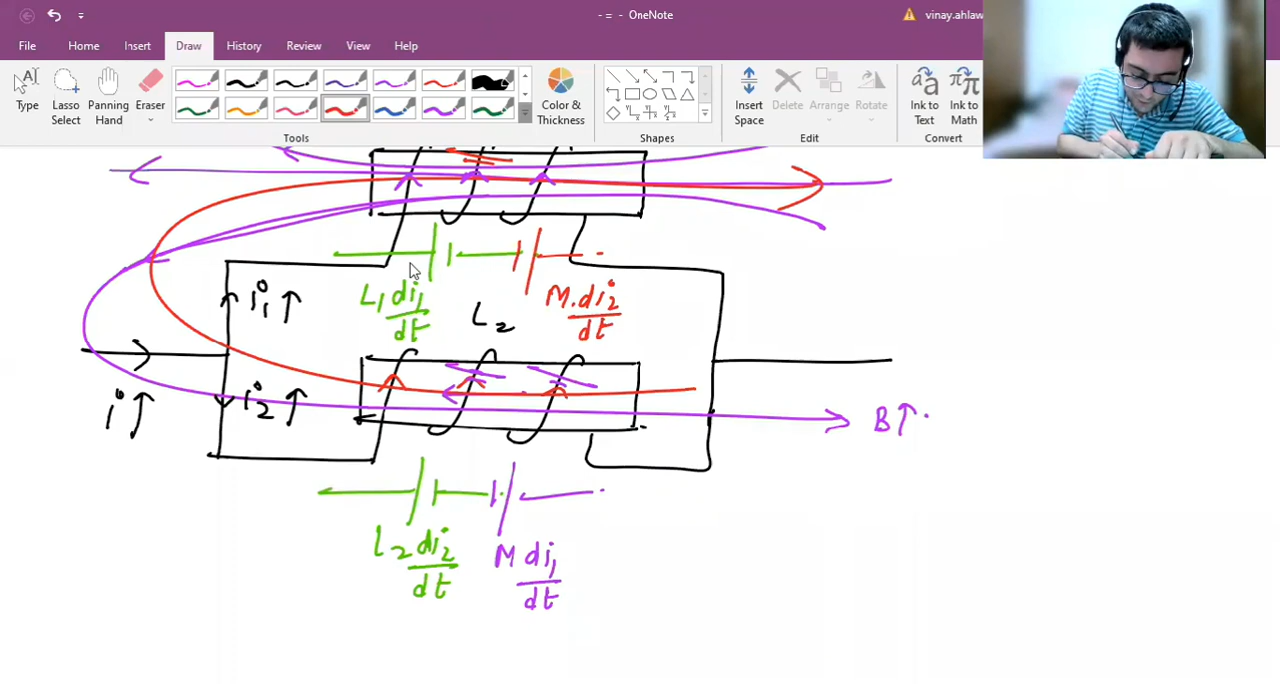 - = - OneNote
vinay.ahlaw
File Home Insert Draw History Review View Help
Type
Lasso Select
Panning Hand
Eraser
Color & Thickness
Insert Space
Delete
Arrange
Rotate
Ink to Text
Ink to Math
Tools
Shapes
Edit
Convert
i₁↑
L₁ di₁/dt
L₂
M. di₂/dt
i↑
i₂↑
B↑
L₂ di₂/dt
M di₁/dt